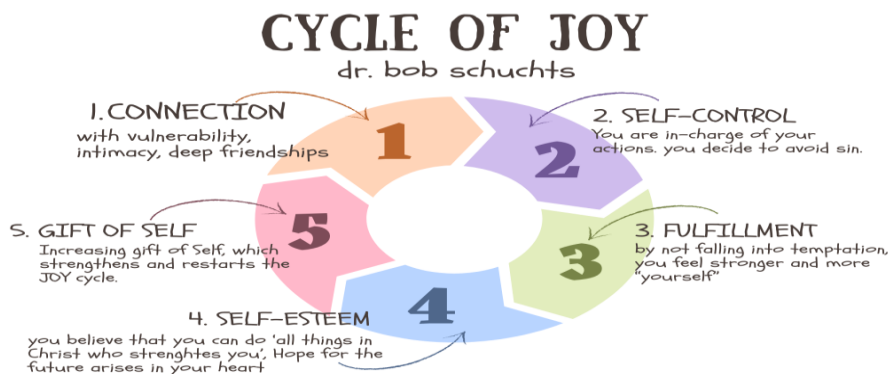 CYCLE OF JOY
dr. bob schuchts
1. CONNECTION
with vulnerability,
intimacy, deep friendships
1
2
2. SELF-CONTROL
You are in-charge of your
actions. you decide to avoid sin.
3
3. FULFILLMENT
by not falling into temptation,
you feel stronger and more
"yourself"
4
4. SELF-ESTEEM
you believe that you can do 'all things in
Christ who strenghtes you', Hope for the
future arises in your heart
5
5. GIFT OF SELF
Increasing gift of Self, which
strengthens and restarts the
JOY cycle.